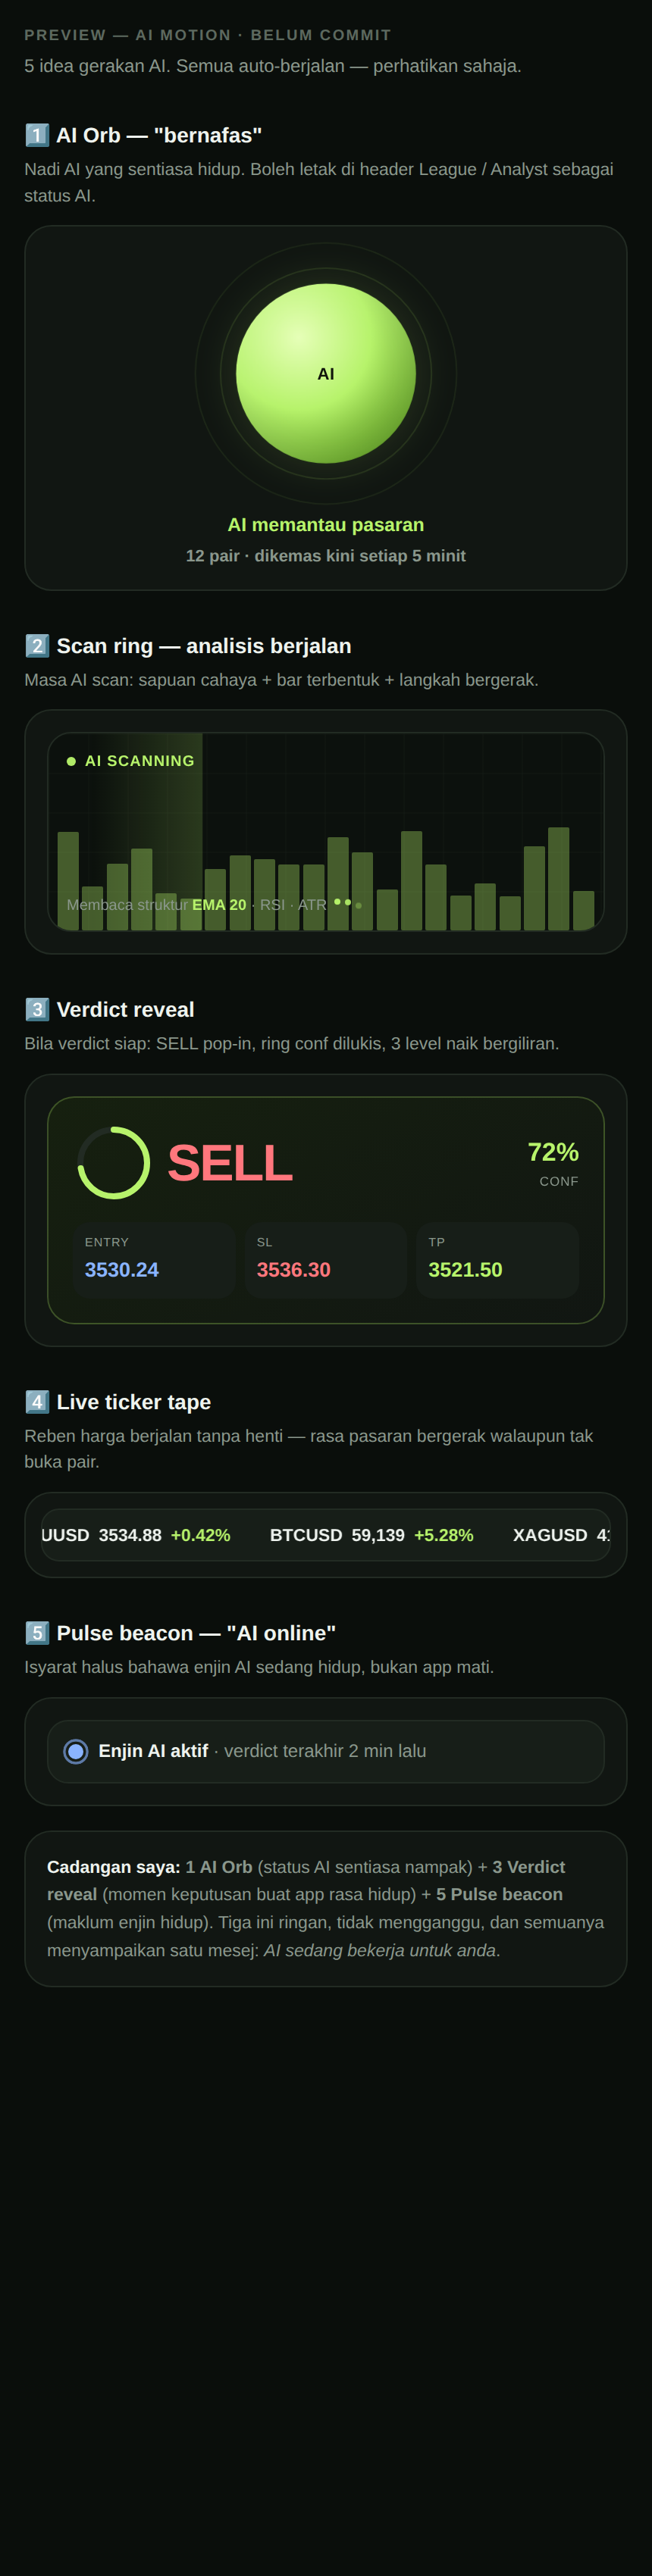 PREVIEW — AI MOTION · BELUM COMMIT
5 idea gerakan AI. Semua auto-berjalan — perhatikan sahaja.
1 AI Orb — "bernafas"
Nadi AI yang sentiasa hidup. Boleh letak di header League / Analyst sebagai
status AI.
AI
AI memantau pasaran
12 pair · dikemas kini setiap 5 minit
2 Scan ring — analisis berjalan
Masa AI scan: sapuan cahaya + bar terbentuk + langkah bergerak.
AI SCANNING
Membaca struktur EMA 20 · RSI · ATR
3 Verdict reveal
Bila verdict siap: SELL pop-in, ring conf dilukis, 3 level naik bergiliran.
SELL
72%
CONF
ENTRY
3530.24
SL
3536.30
TP
3521.50
4 Live ticker tape
Reben harga berjalan tanpa henti — rasa pasaran bergerak walaupun tak
buka pair.
UUSD 3534.88 +0.42% BTCUSD 59,139 +5.28% XAGUSD
5 Pulse beacon — "AI online"
Isyarat halus bahawa enjin AI sedang hidup, bukan app mati.
Enjin AI aktif · verdict terakhir 2 min lalu
Cadangan saya: 1 AI Orb (status AI sentiasa nampak) + 3 Verdict
reveal (momen keputusan buat app rasa hidup) + 5 Pulse beacon
(maklum enjin hidup). Tiga ini ringan, tidak mengganggu, dan semuanya
menyampaikan satu mesej: AI sedang bekerja untuk anda.